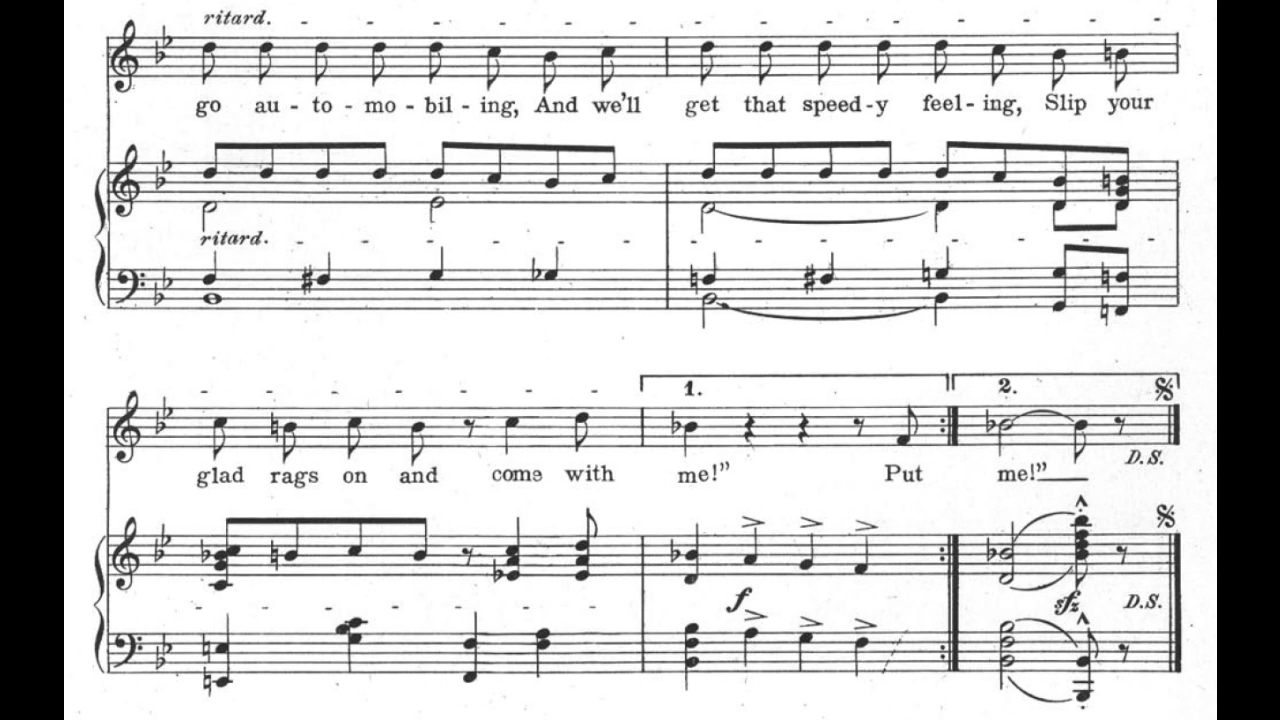 ritard. - - - - - - - - - - - - -
go au - to - mo - bil - ing, And we'll get that speed - y feel - ing, Slip your
ritard. - - - - - - - - - - - - -
1. 2.
glad rags on and come with me!" Put me!"
D.S.
f sfz D.S.